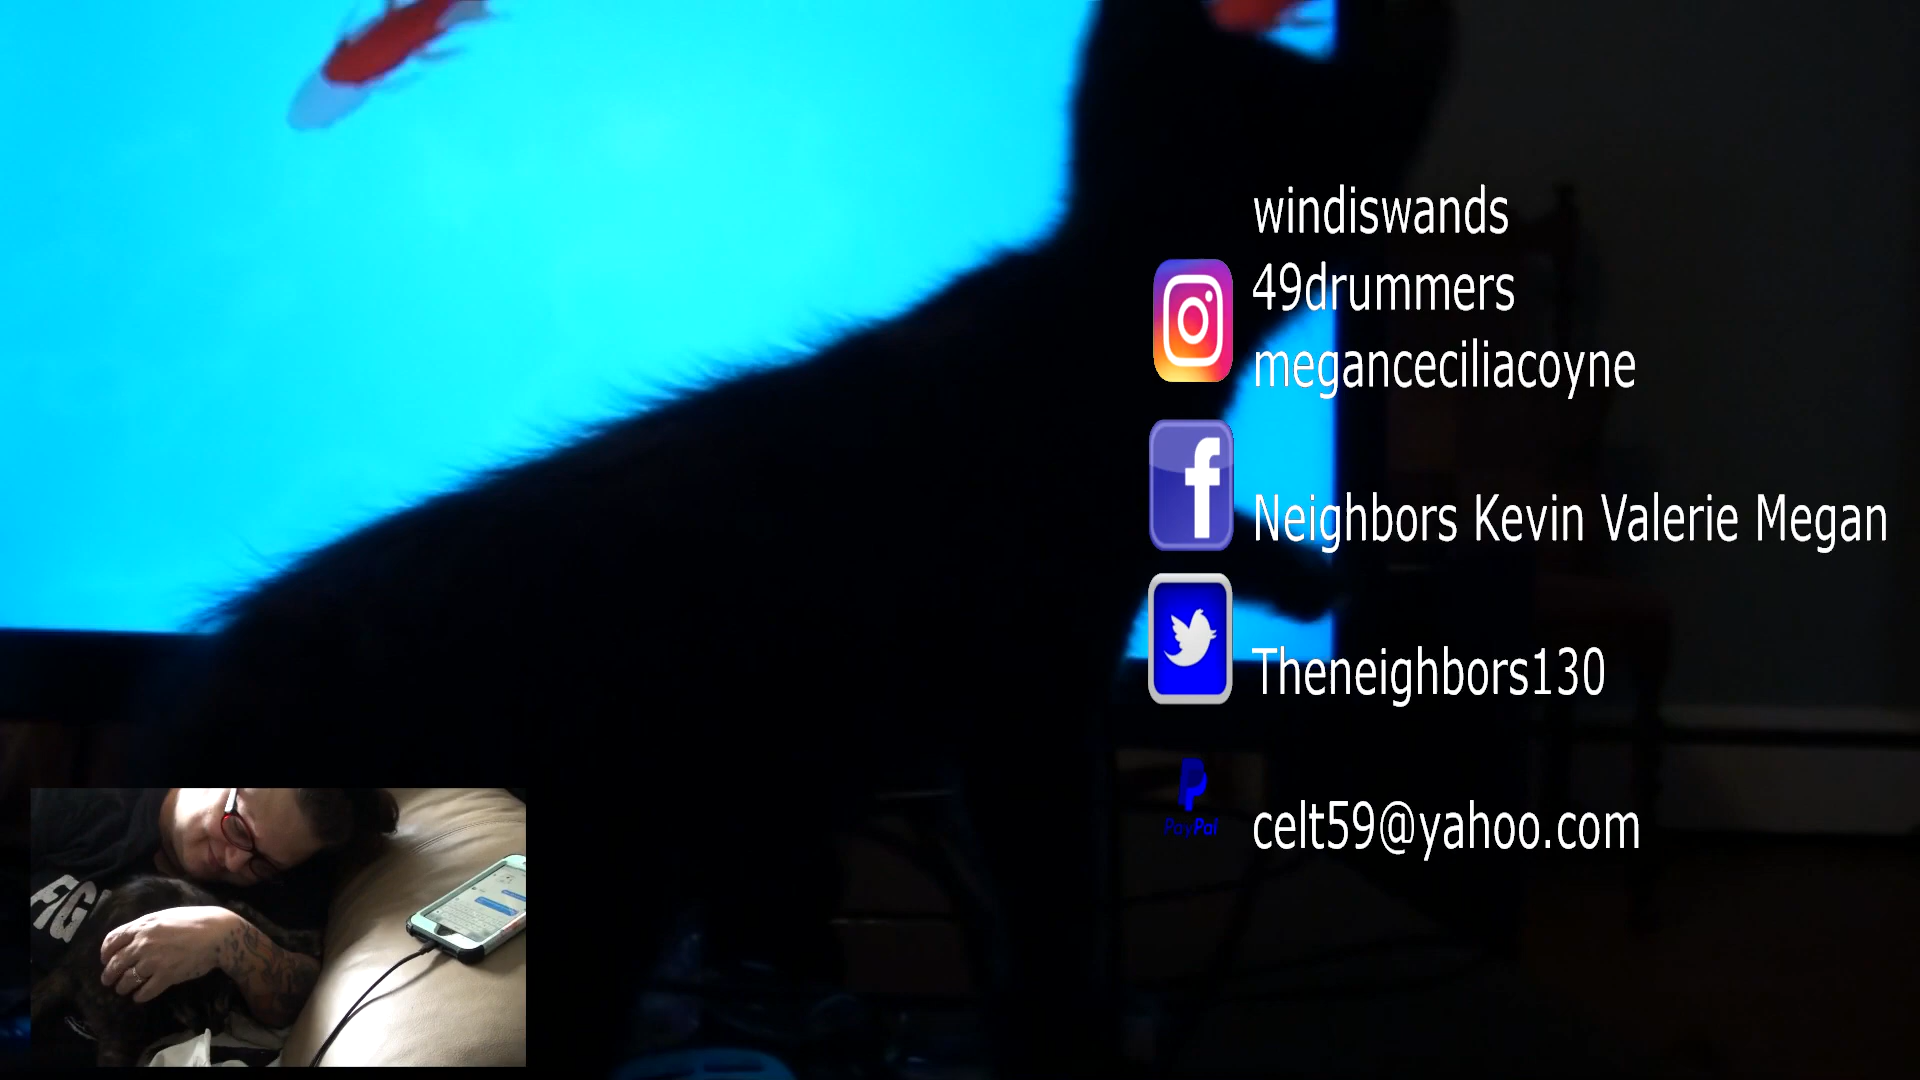 windiswands
49drummers
meganceciliacoyne
Neighbors Kevin Valerie Megan
Theneighbors130
PayPal
celt59@yahoo.com